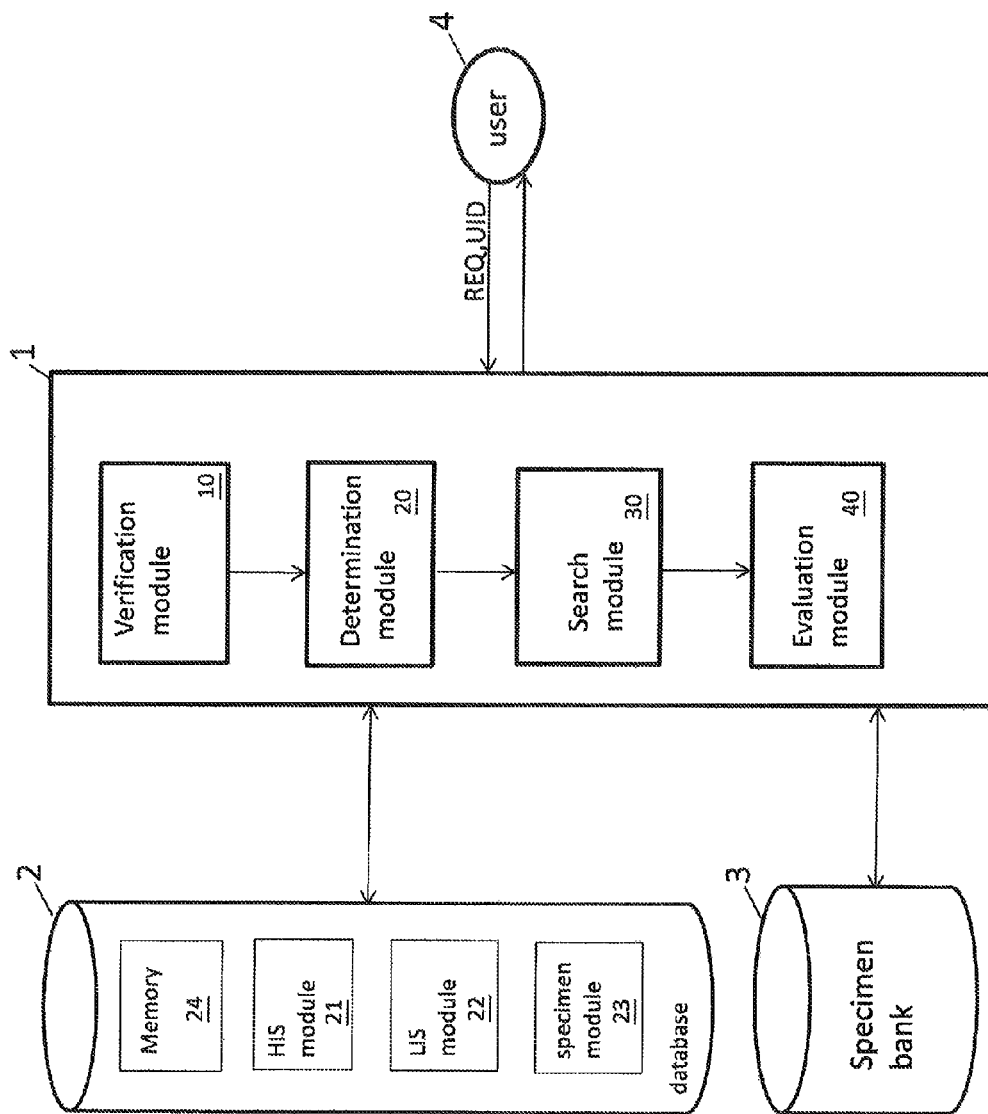 2
Memory
24
HIS
module
21
LIS
module
22
specimen
module
23
database
3
Specimen
bank
1
Verification
module
10
Determination
module
20
Search
module
30
Evaluation
module
40
REQ,UID
4
user